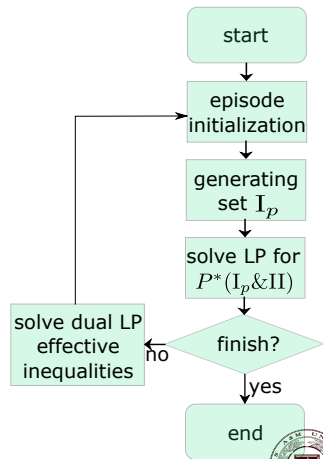 start
episode
initialization
generating
set I_p
solve LP for
P*(I_p&II)
solve dual LP
effective
inequalities
no
finish?
yes
end